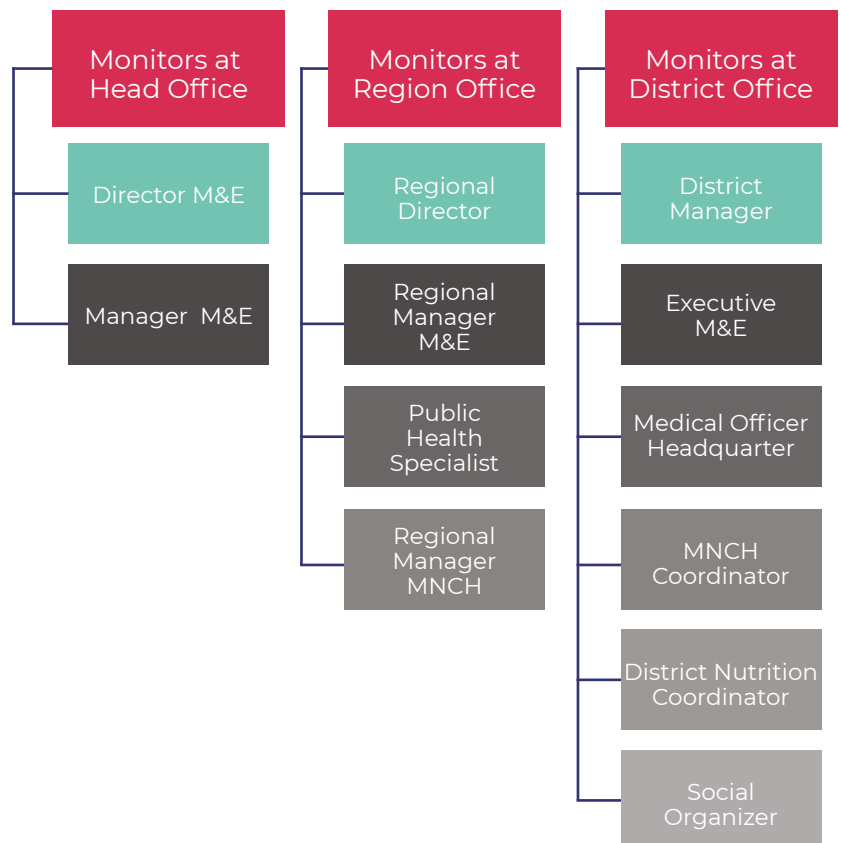 Monitors at
Head Office
Director M&E
Manager M&E
Monitors at
Region Office
Regional
Director
Regional
Manager
M&E
Public
Health
Specialist
Regional
Manager
MNCH
Monitors at
District Office
District
Manager
Executive
M&E
Medical Officer
Headquarter
MNCH
Coordinator
District Nutrition
Coordinator
Social
Organizer